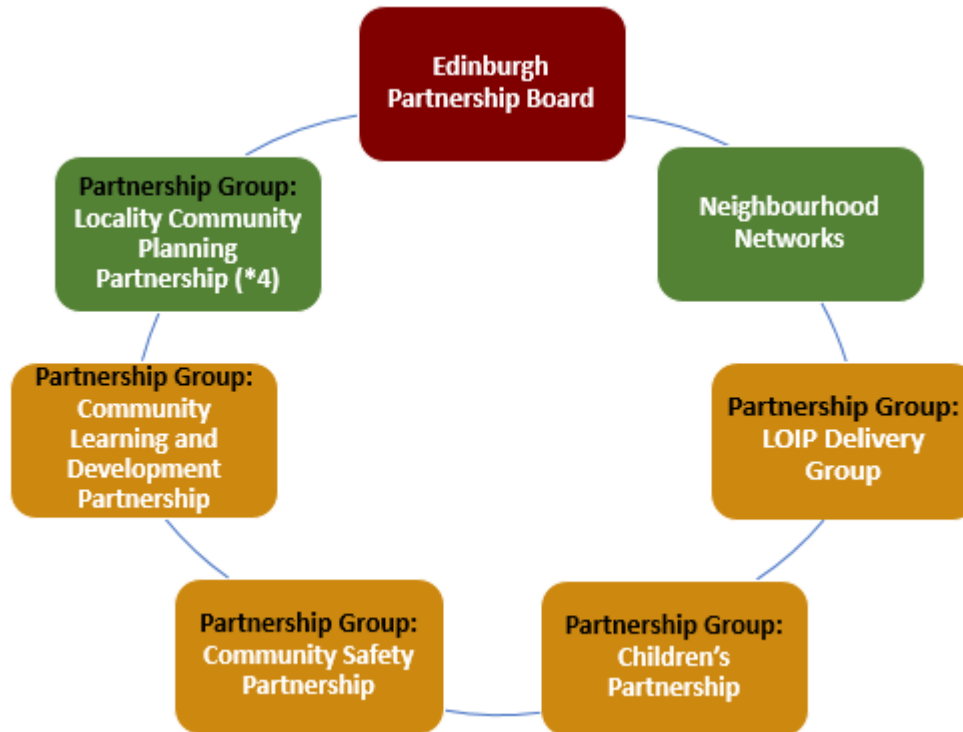 Edinburgh
Partnership Board
Partnership Group:
Locality Community
Planning
Partnership (*4)
Neighbourhood
Networks
Partnership Group:
Community
Learning and
Development
Partnership
Partnership Group:
LOIP Delivery
Group
Partnership Group:
Community Safety
Partnership
Partnership Group:
Children’s
Partnership